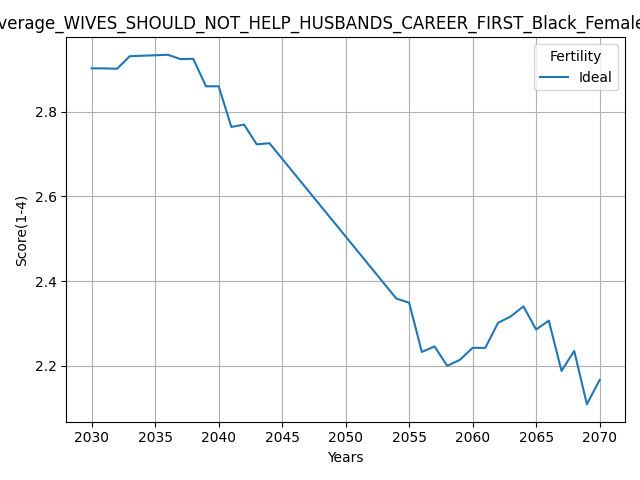 verage_WIVES_SHOULD_NOT_HELP_HUSBANDS_CAREER_FIRST_Black_Female
Fertility
Ideal
Score(1-4)
2.8
2.6
2.4
2.2
2030 2035 2040 2045 2050 2055 2060 2065 2070
Years